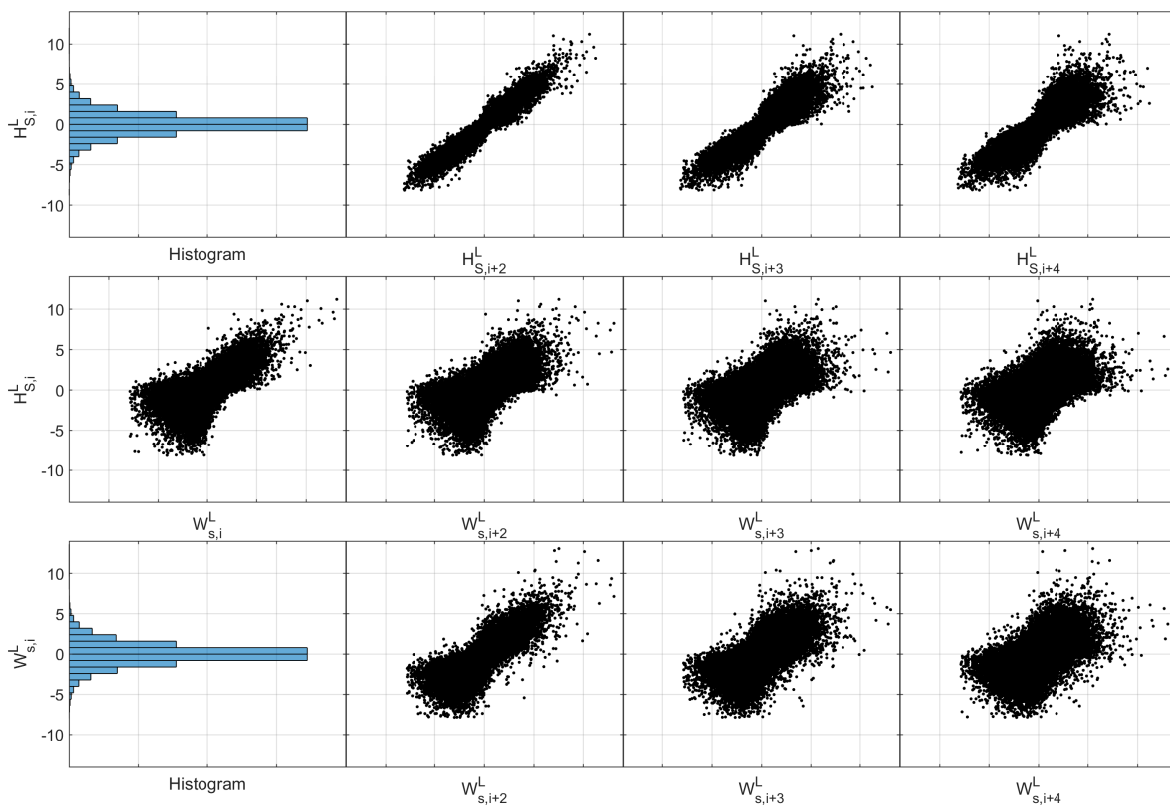 10
5
0
-5
-10
H^L_{S,i}
Histogram
H^L_{S,i+2}
H^L_{S,i+3}
H^L_{S,i+4}
10
5
0
-5
-10
H^L_{S,i}
W^L_{s,i}
W^L_{s,i+2}
W^L_{s,i+3}
W^L_{s,i+4}
10
5
0
-5
-10
W^L_{s,i}
Histogram
W^L_{s,i+2}
W^L_{s,i+3}
W^L_{s,i+4}